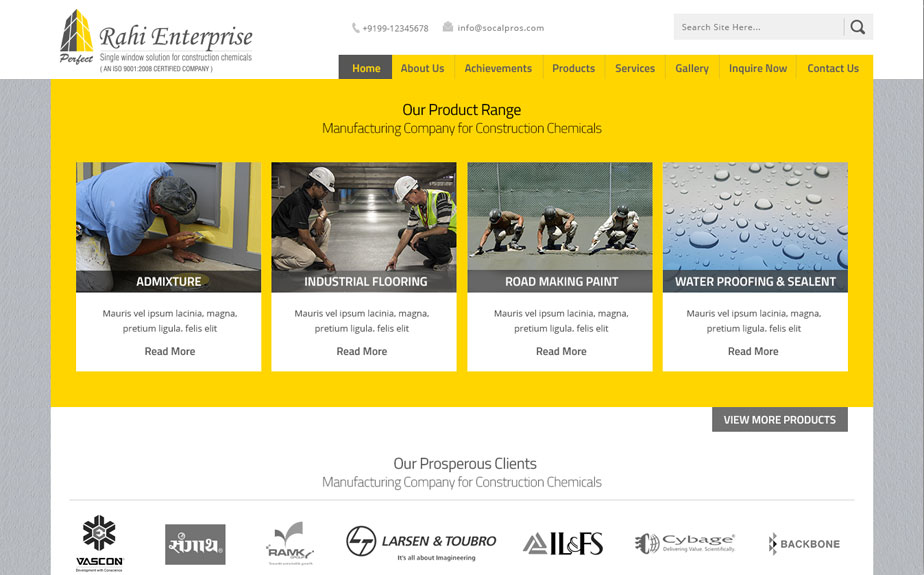 Rahi Enterprise
Perfect
Single window solution for construction chemicals
( AN ISO 9001:2008 CERTIFIED COMPANY )
+9199-12345678
info@socalpros.com
Search Site Here...
Home
About Us
Achievements
Products
Services
Gallery
Inquire Now
Contact Us
Our Product Range
Manufacturing Company for Construction Chemicals
ADMIXTURE
INDUSTRIAL FLOORING
ROAD MAKING PAINT
WATER PROOFING & SEALENT
Mauris vel ipsum lacinia, magna,
pretium ligula. felis elit
Read More
Mauris vel ipsum lacinia, magna,
pretium ligula. felis elit
Read More
Mauris vel ipsum lacinia, magna,
pretium ligula. felis elit
Read More
Mauris vel ipsum lacinia, magna,
pretium ligula. felis elit
Read More
VIEW MORE PRODUCTS
Our Prosperous Clients
Manufacturing Company for Construction Chemicals
VASCON
Development with Conscience
संगाथ
RAMK
Group
Towards sustainable growth
LARSEN & TOUBRO
It's all about Imagineering
IL&FS
Cybage
Delivering Value. Scientifically.
BACKBONE